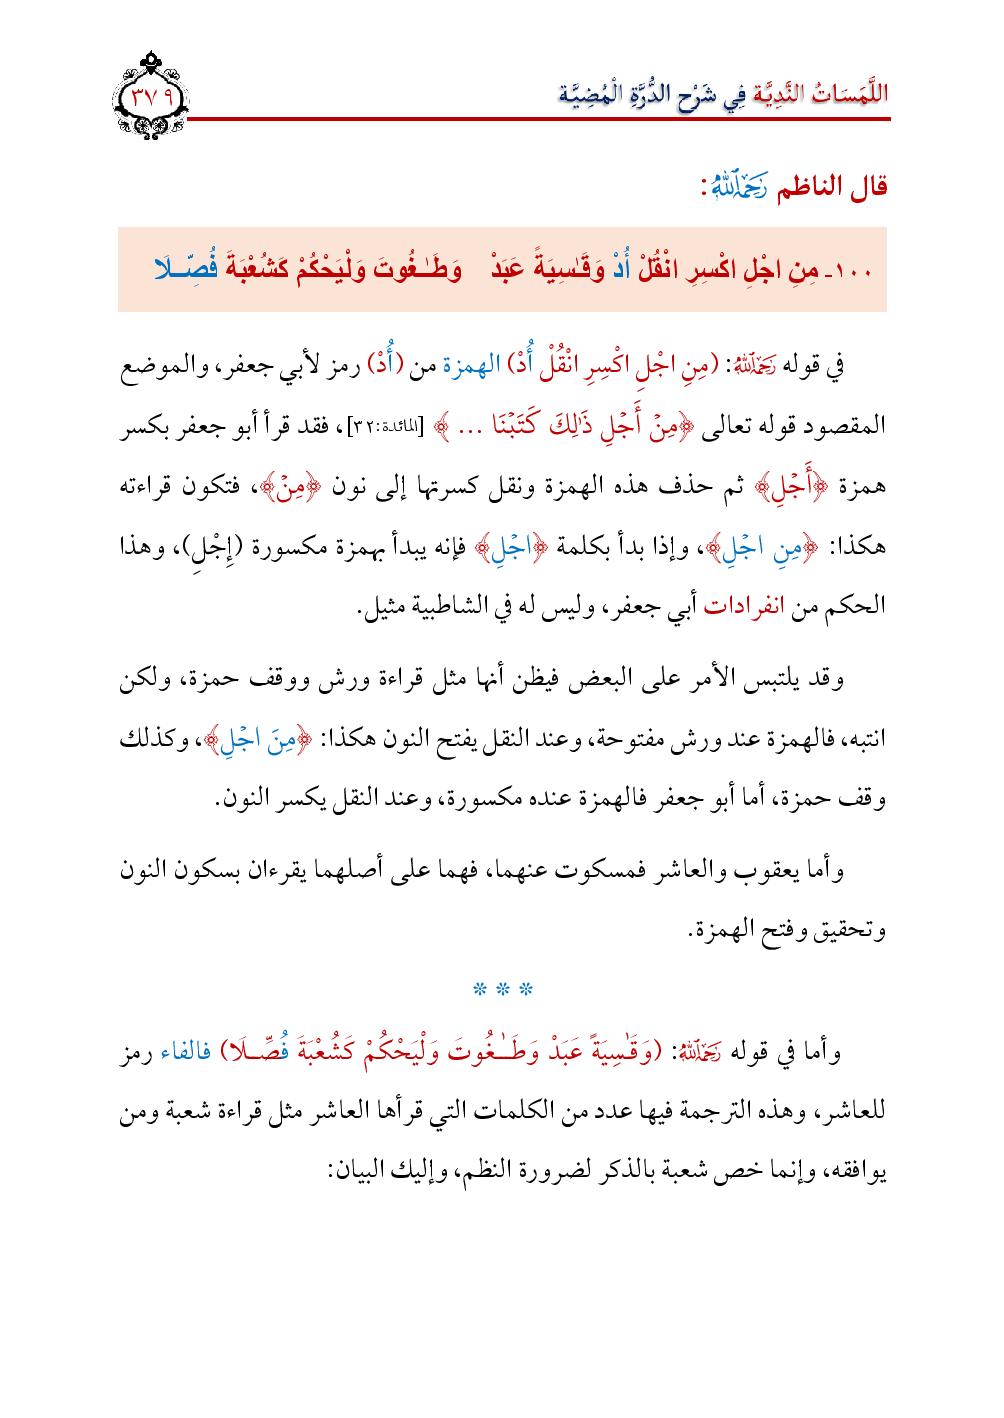 اللَّمَسَاتُ النَّدِيَّة فِي شَرْحِ الدُّرَّةِ الْمُضِيَّة
٣٧٩
قال الناظم رَحِمَهُ اللَّهُ:
١٠٠- مِنِ اجْلِ اكْسِرِ انْقُلْ أُدْ وَقَـٰسِيَةً عَبَدْ وَطَـٰـغُوتَ وَلْيَحْكُمْ كَشُعْبَةَ فُصِّـلَا
في قوله رَحِمَهُ اللَّهُ: (مِنِ اجْلِ اكْسِرِ انْقُلْ أُدْ) الهمزة من (أُدْ) رمز لأبي جعفر، والموضع
المقصود قوله تعالى ﴿مِنْ أَجْلِ ذَٰلِكَ كَتَبْنَا ... ﴾ [المائدة:٣٢]، فقد قرأ أبو جعفر بكسر
همزة ﴿أَجْلِ﴾ ثم حذف هذه الهمزة ونقل كسرتها إلى نون ﴿مِنْ﴾، فتكون قراءته
هكذا: ﴿مِنِ اجْلِ﴾، وإذا بدأ بكلمة ﴿اجْلِ﴾ فإنه يبدأ بهمزة مكسورة (إِجْلِ)، وهذا
الحكم من انفرادات أبي جعفر، وليس له في الشاطبية مثيل.
وقد يلتبس الأمر على البعض فيظن أنها مثل قراءة ورش ووقف حمزة، ولكن
انتبه، فالهمزة عند ورش مفتوحة، وعند النقل يفتح النون هكذا: ﴿مِنَ اجْلِ﴾، وكذلك
وقف حمزة، أما أبو جعفر فالهمزة عنده مكسورة، وعند النقل يكسر النون.
وأما يعقوب والعاشر فمسكوت عنهما، فهما على أصلهما يقرءان بسكون النون
وتحقيق وفتح الهمزة.
* * *
وأما في قوله رَحِمَهُ اللَّهُ: (وَقَـٰسِيَةً عَبَدْ وَطَـٰـغُوتَ وَلْيَحْكُمْ كَشُعْبَةَ فُصِّـلَا) فالفاء رمز
للعاشر، وهذه الترجمة فيها عدد من الكلمات التي قرأها العاشر مثل قراءة شعبة ومن
يوافقه، وإنما خص شعبة بالذكر لضرورة النظم، وإليك البيان: